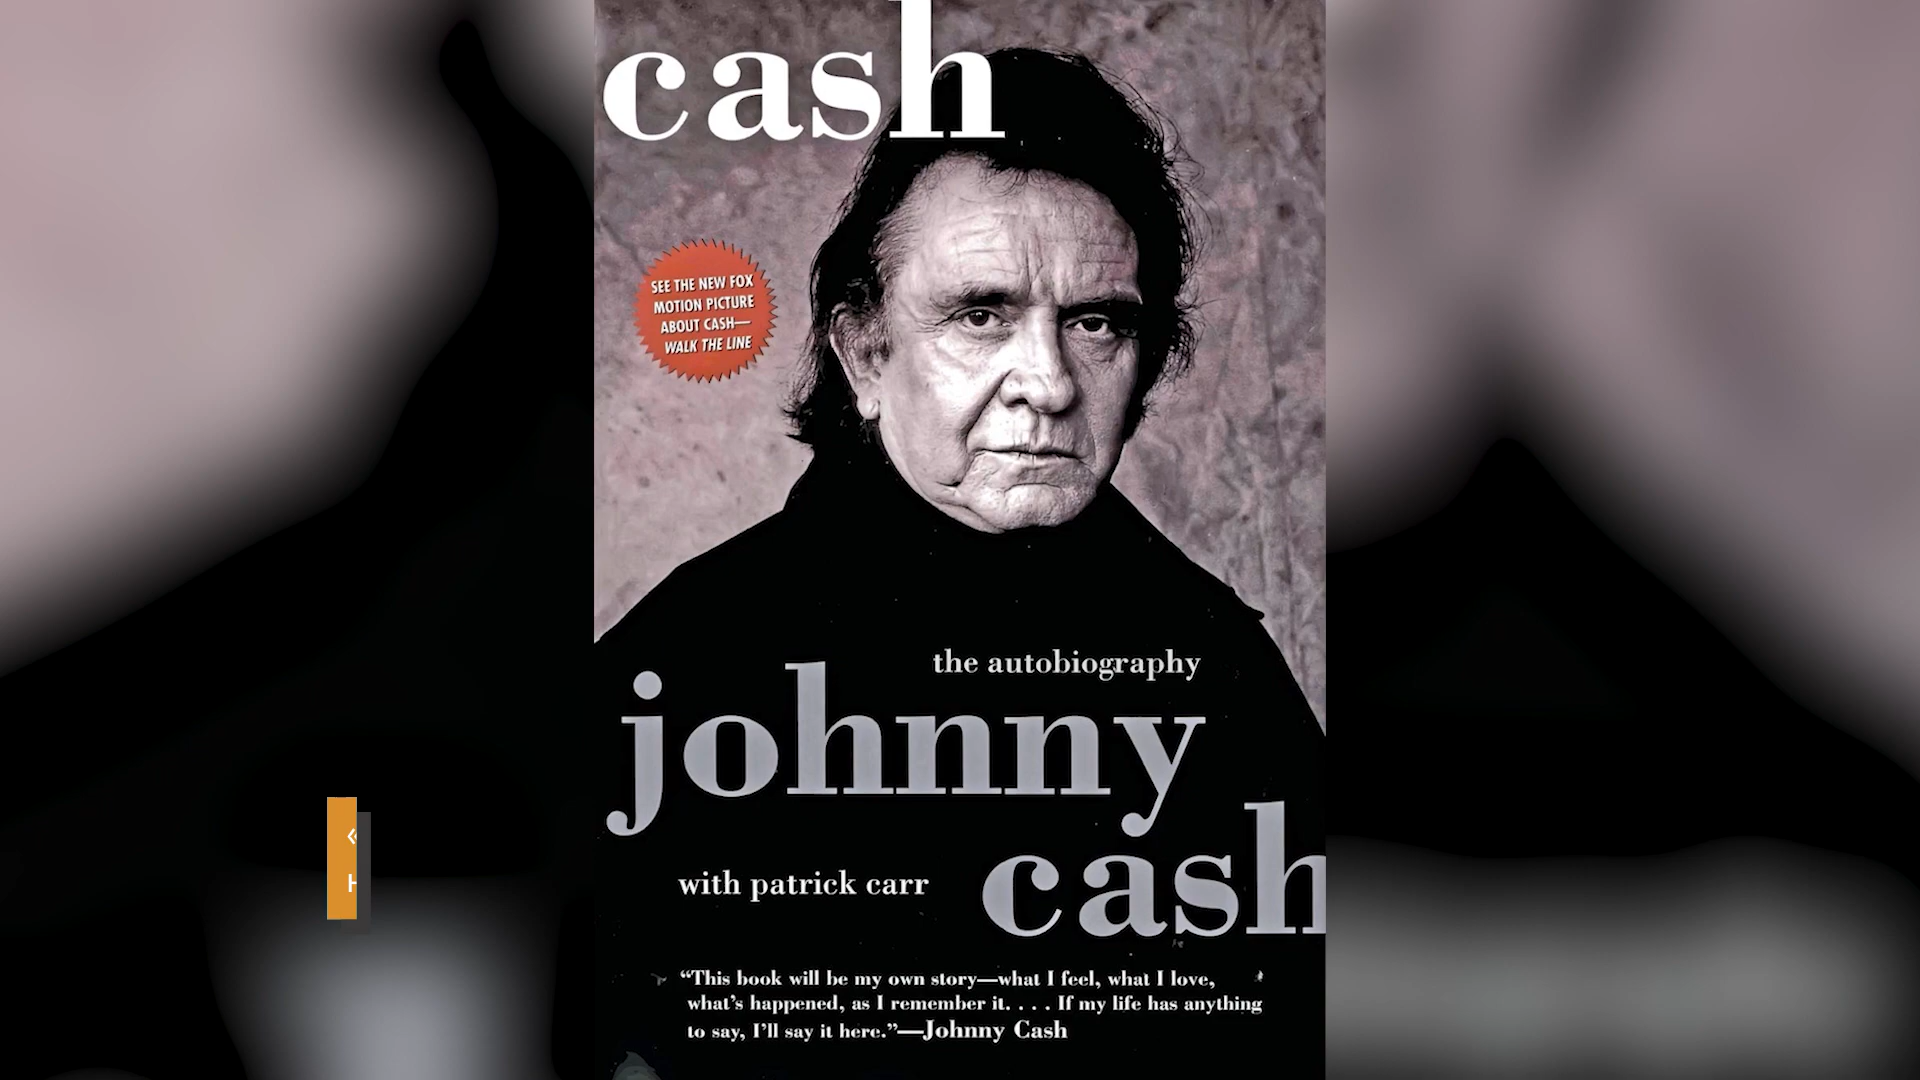 cash
SEE THE NEW FOX
MOTION PICTURE
ABOUT CASH—
WALK THE LINE
the autobiography
johnny
cash
with patrick carr
“This book will be my own story—what I feel, what I love,
what’s happened, as I remember it. . . . If my life has anything
to say, I’ll say it here.”—Johnny Cash
«